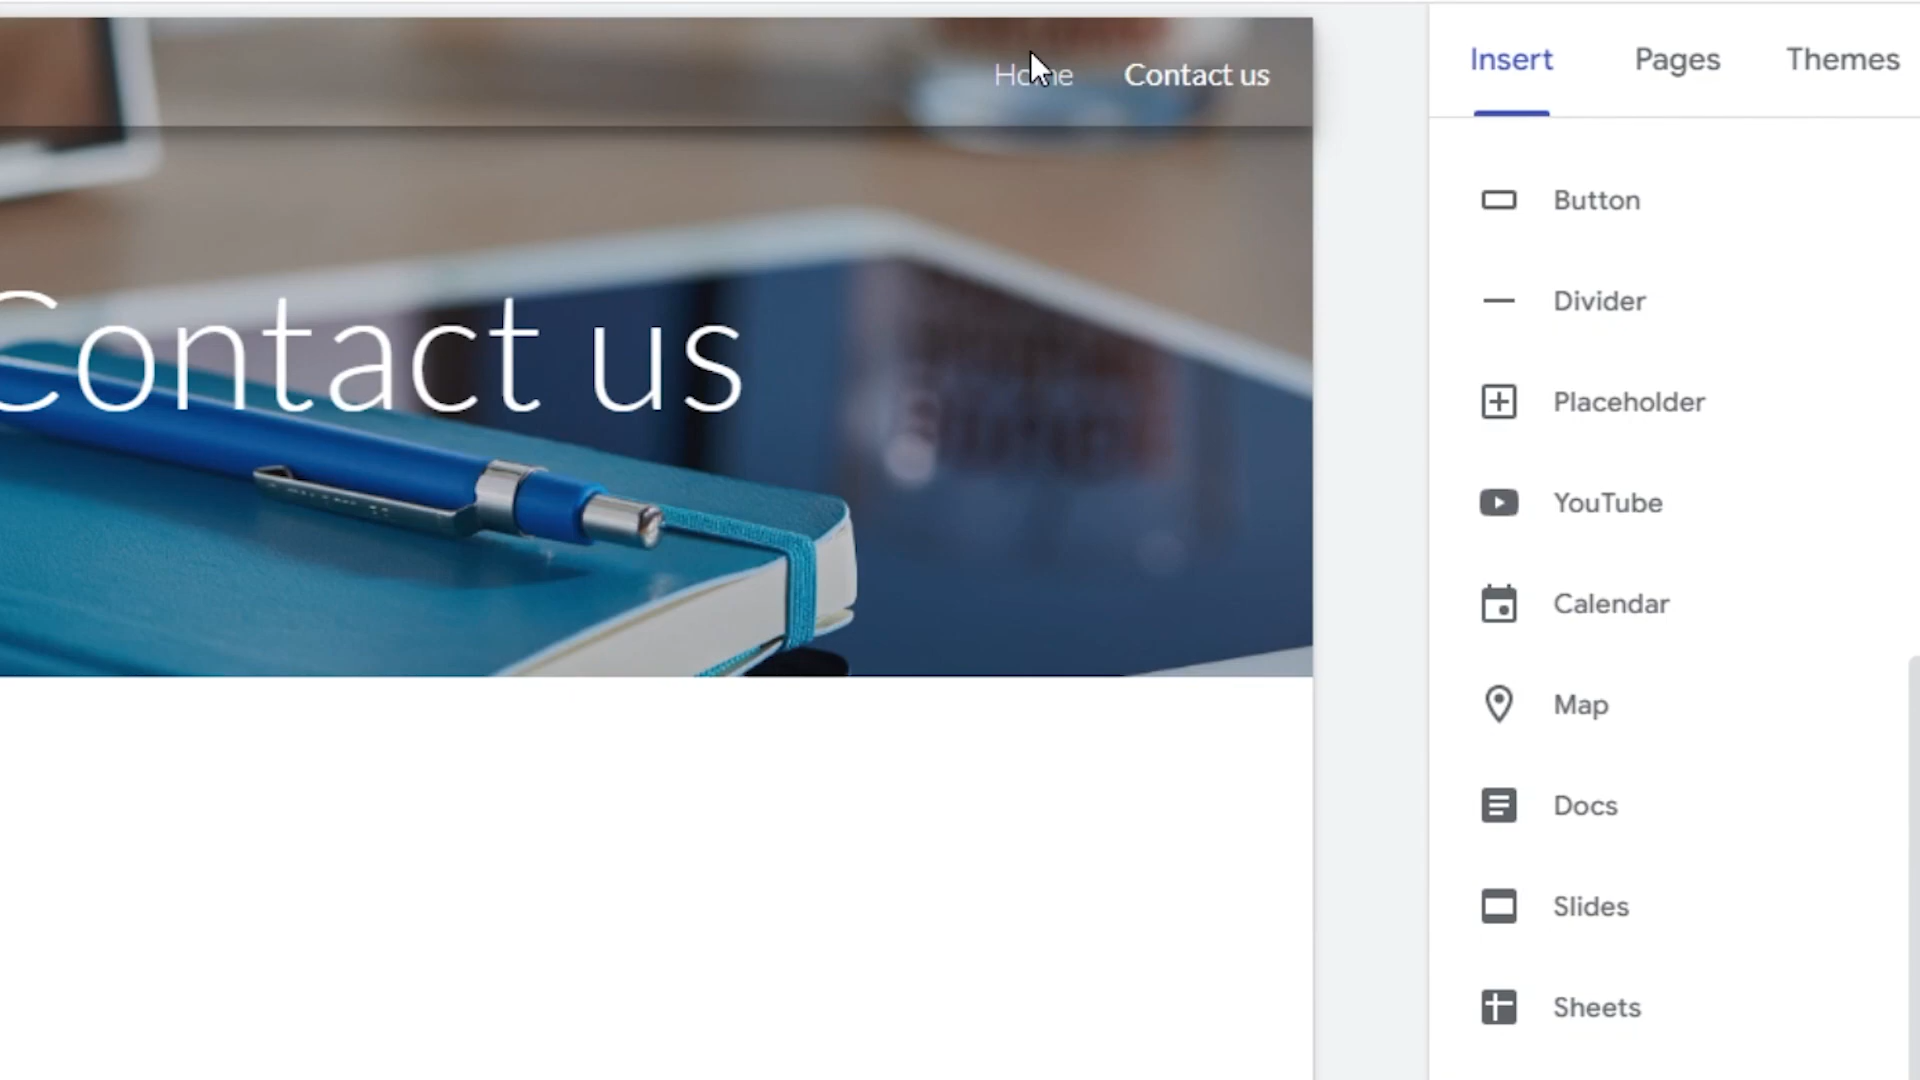 Home Contact us
Contact us
Insert Pages Themes
Button
Divider
Placeholder
YouTube
Calendar
Map
Docs
Slides
Sheets